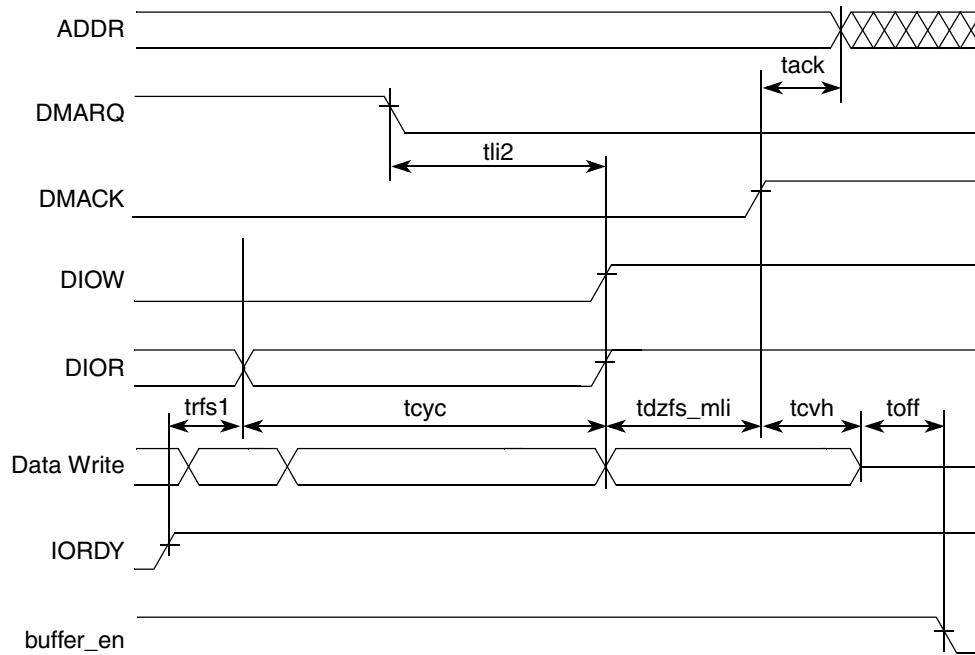 ADDR
tack
DMARQ
tli2
DMACK
DIOW
DIOR
trfs1 tcyc tdzfs_mli tcvh toff
Data Write
IORDY
buffer_en